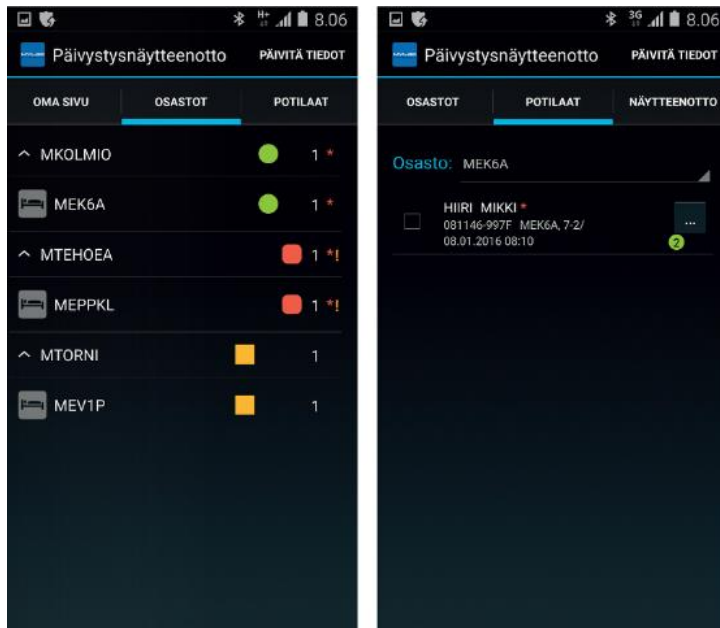 H+ 8.06
Päivystysnäytteenotto PÄIVITÄ TIEDOT
OMA SIVU OSASTOT POTILAAT
MKOLMIO 1 *
MEK6A 1 *
MTEHOEA 1 *!
MEPPKL 1 *!
MTORNI 1
MEV1P 1
3G 8.06
Päivystysnäytteenotto PÄIVITÄ TIEDOT
OSASTOT POTILAAT NÄYTTEENOTTO
Osasto: MEK6A
HIIRI MIKKI *
081146-997F MEK6A, 7-2/
08.01.2016 08:10
...
2